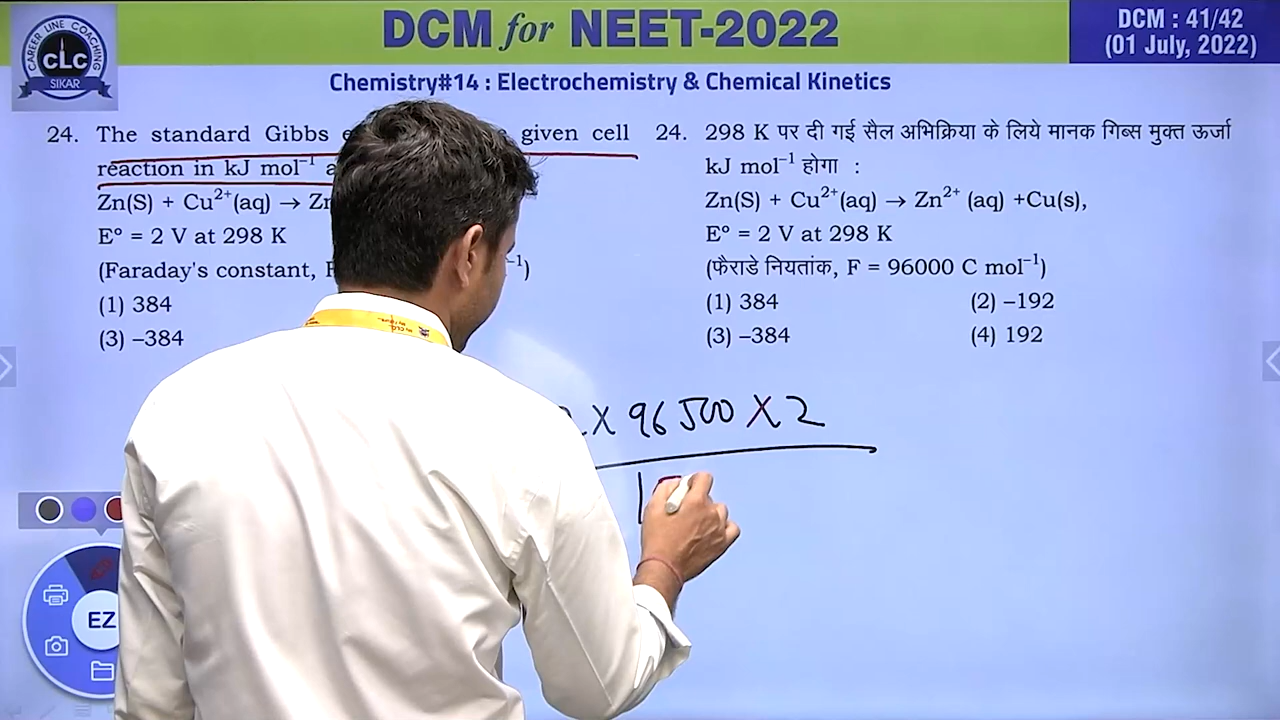 DCM for NEET-2022
DCM : 41/42
(01 July, 2022)
CAREER LINE COACHING
CLC
SIKAR
Chemistry#14 : Electrochemistry & Chemical Kinetics
24. The standard Gibbs given cell
reaction in kJ mol⁻¹
Zn(S) + Cu²⁺(aq) →
E° = 2 V at 298 K
(Faraday's constant, ⁻¹)
(1) 384
(3) –384
24. 298 K पर दी गई सैल अभिक्रिया के लिये मानक गिब्स मुक्त ऊर्जा
kJ mol⁻¹ होगा :
Zn(S) + Cu²⁺(aq) → Zn²⁺ (aq) +Cu(s),
E° = 2 V at 298 K
(फैराडे नियतांक, F = 96000 C mol⁻¹)
(1) 384 (2) –192
(3) –384 (4) 192
× 96500 × 2
EZ